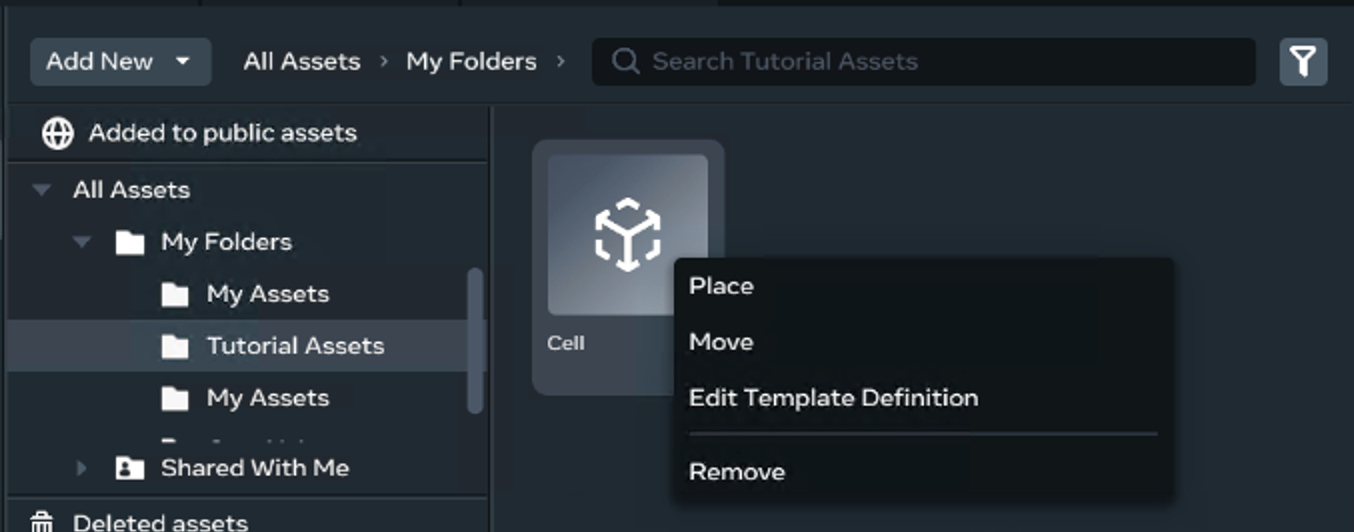 Add New All Assets > My Folders > Search Tutorial Assets
Added to public assets
All Assets
My Folders
My Assets
Tutorial Assets
My Assets
Shared With Me
Deleted assets
Cell
Place
Move
Edit Template Definition
Remove